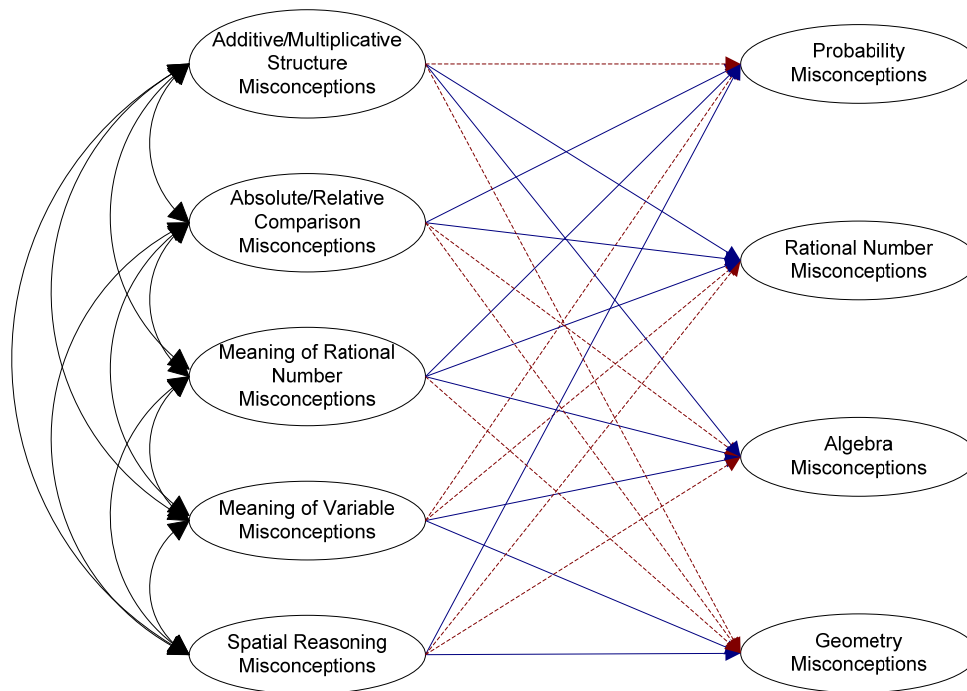 Additive/Multiplicative
Structure
Misconceptions
Absolute/Relative
Comparison
Misconceptions
Meaning of Rational
Number
Misconceptions
Meaning of Variable
Misconceptions
Spatial Reasoning
Misconceptions
Probability
Misconceptions
Rational Number
Misconceptions
Algebra
Misconceptions
Geometry
Misconceptions